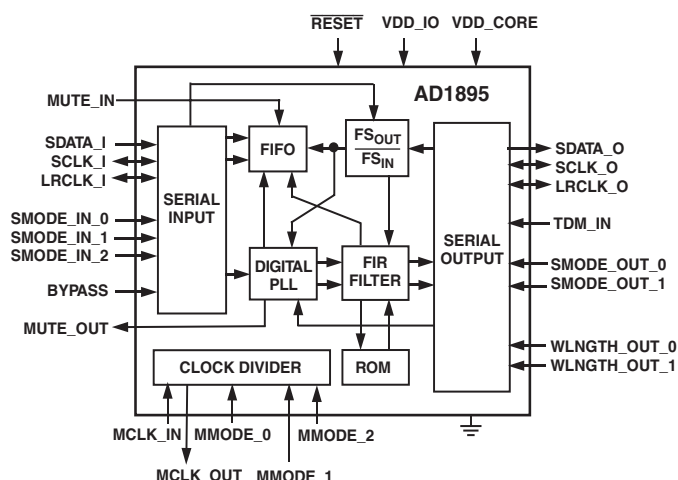 RESET VDD_IO VDD_CORE
AD1895
MUTE_IN
SDATA_I
SCLK_I
LRCLK_I
SMODE_IN_0
SMODE_IN_1
SMODE_IN_2
BYPASS
MUTE_OUT
SERIAL
INPUT
FIFO
FSOUT
FSIN
DIGITAL
PLL
FIR
FILTER
ROM
CLOCK DIVIDER
SERIAL
OUTPUT
SDATA_O
SCLK_O
LRCLK_O
TDM_IN
SMODE_OUT_0
SMODE_OUT_1
WLNGTH_OUT_0
WLNGTH_OUT_1
MCLK_IN MMODE_0 MMODE_2
MCLK_OUT MMODE_1